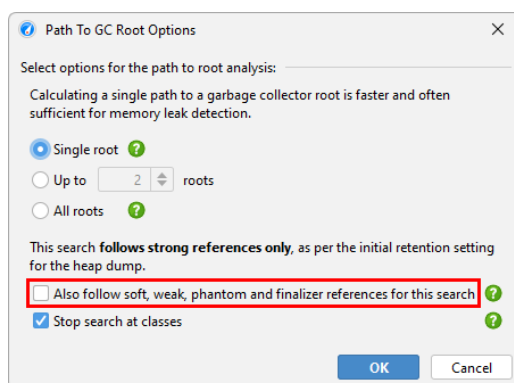 Path To GC Root Options
Select options for the path to root analysis:
Calculating a single path to a garbage collector root is faster and often
sufficient for memory leak detection.
Single root
Up to 2 roots
All roots
This search follows strong references only, as per the initial retention setting
for the heap dump.
Also follow soft, weak, phantom and finalizer references for this search
Stop search at classes
OK Cancel